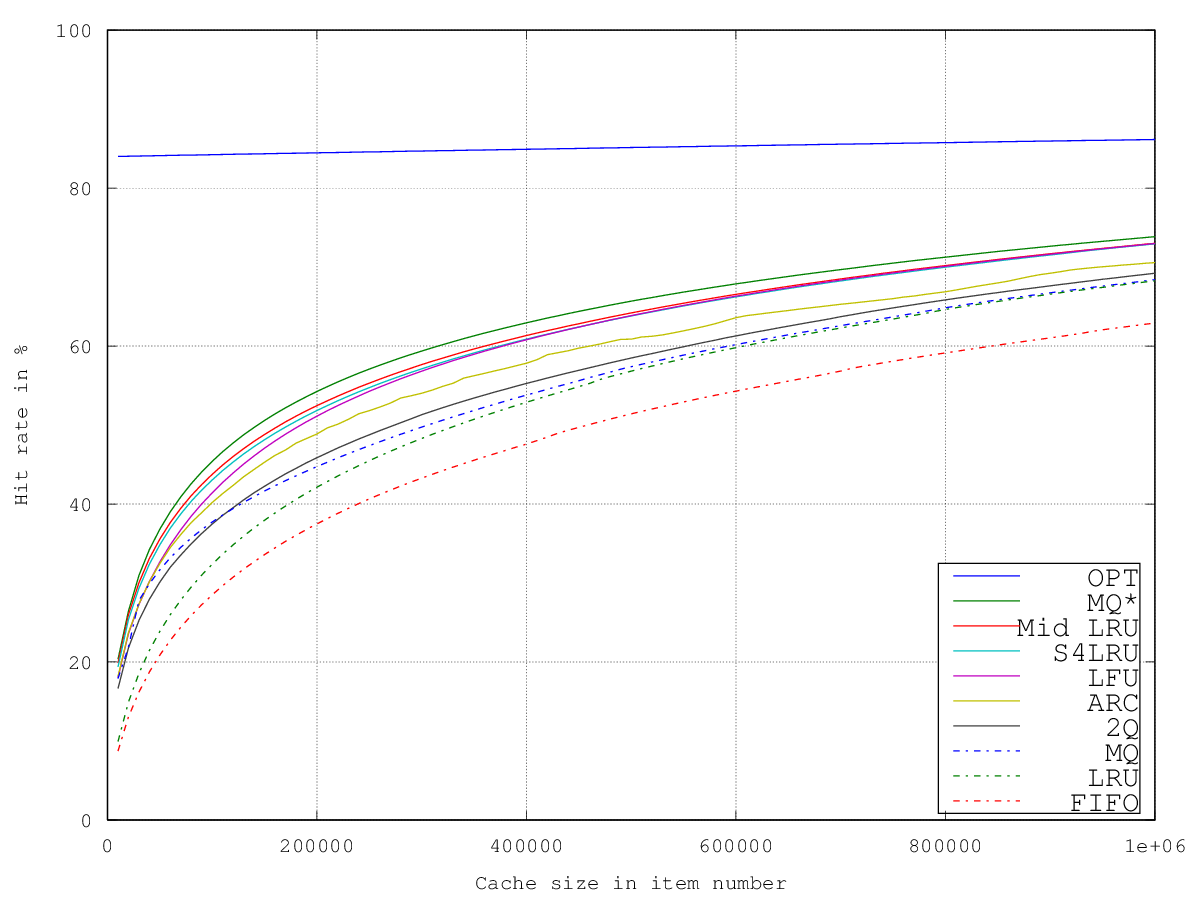 100
80
60
40
20
0
Hit rate in %
OPT
MQ*
Mid LRU
S4LRU
LFU
ARC
2Q
MQ
LRU
FIFO
0 200000 400000 600000 800000 1e+06
Cache size in item number